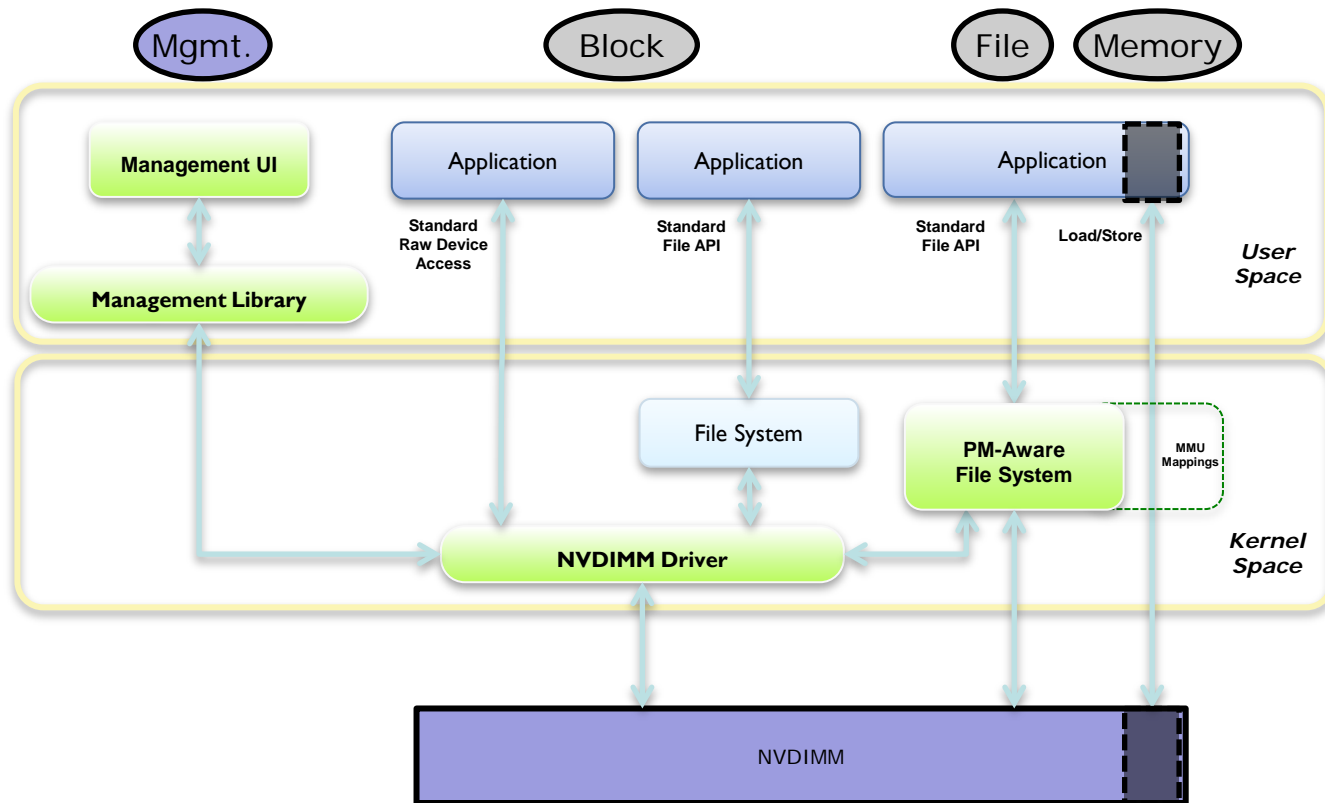 Mgmt.
Block
File
Memory
Management UI
Application
Application
Application
Standard
Raw Device
Access
Standard
File API
Standard
File API
Load/Store
User
Space
Management Library
File System
PM-Aware
File System
MMU
Mappings
NVDIMM Driver
Kernel
Space
NVDIMM